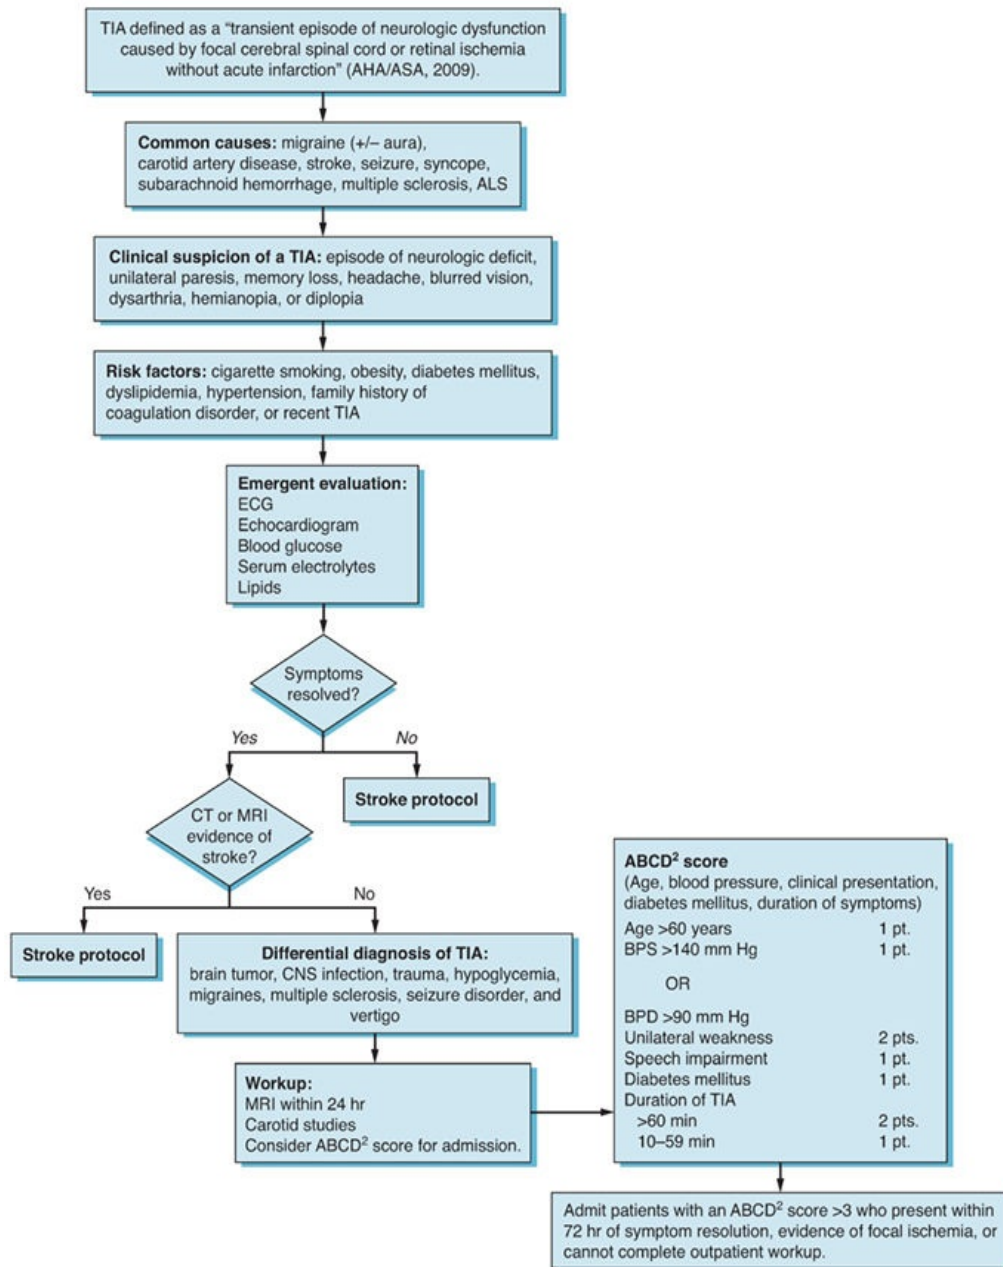 TIA defined as a “transient episode of neurologic dysfunction
caused by focal cerebral spinal cord or retinal ischemia
without acute infarction” (AHA/ASA, 2009).
Common causes: migraine (+/– aura),
carotid artery disease, stroke, seizure, syncope,
subarachnoid hemorrhage, multiple sclerosis, ALS
Clinical suspicion of a TIA: episode of neurologic deficit,
unilateral paresis, memory loss, headache, blurred vision,
dysarthria, hemianopia, or diplopia
Risk factors: cigarette smoking, obesity, diabetes mellitus,
dyslipidemia, hypertension, family history of
coagulation disorder, or recent TIA
Emergent evaluation:
ECG
Echocardiogram
Blood glucose
Serum electrolytes
Lipids
Symptoms
resolved?
Yes
No
Stroke protocol
CT or MRI
evidence of
stroke?
Yes
No
Stroke protocol
Differential diagnosis of TIA:
brain tumor, CNS infection, trauma, hypoglycemia,
migraines, multiple sclerosis, seizure disorder, and
vertigo
Workup:
MRI within 24 hr
Carotid studies
Consider ABCD² score for admission.
ABCD² score
(Age, blood pressure, clinical presentation,
diabetes mellitus, duration of symptoms)
Age >60 years 1 pt.
BPS >140 mm Hg 1 pt.
OR
BPD >90 mm Hg
Unilateral weakness 2 pts.
Speech impairment 1 pt.
Diabetes mellitus 1 pt.
Duration of TIA
>60 min 2 pts.
10–59 min 1 pt.
Admit patients with an ABCD² score >3 who present within
72 hr of symptom resolution, evidence of focal ischemia, or
cannot complete outpatient workup.